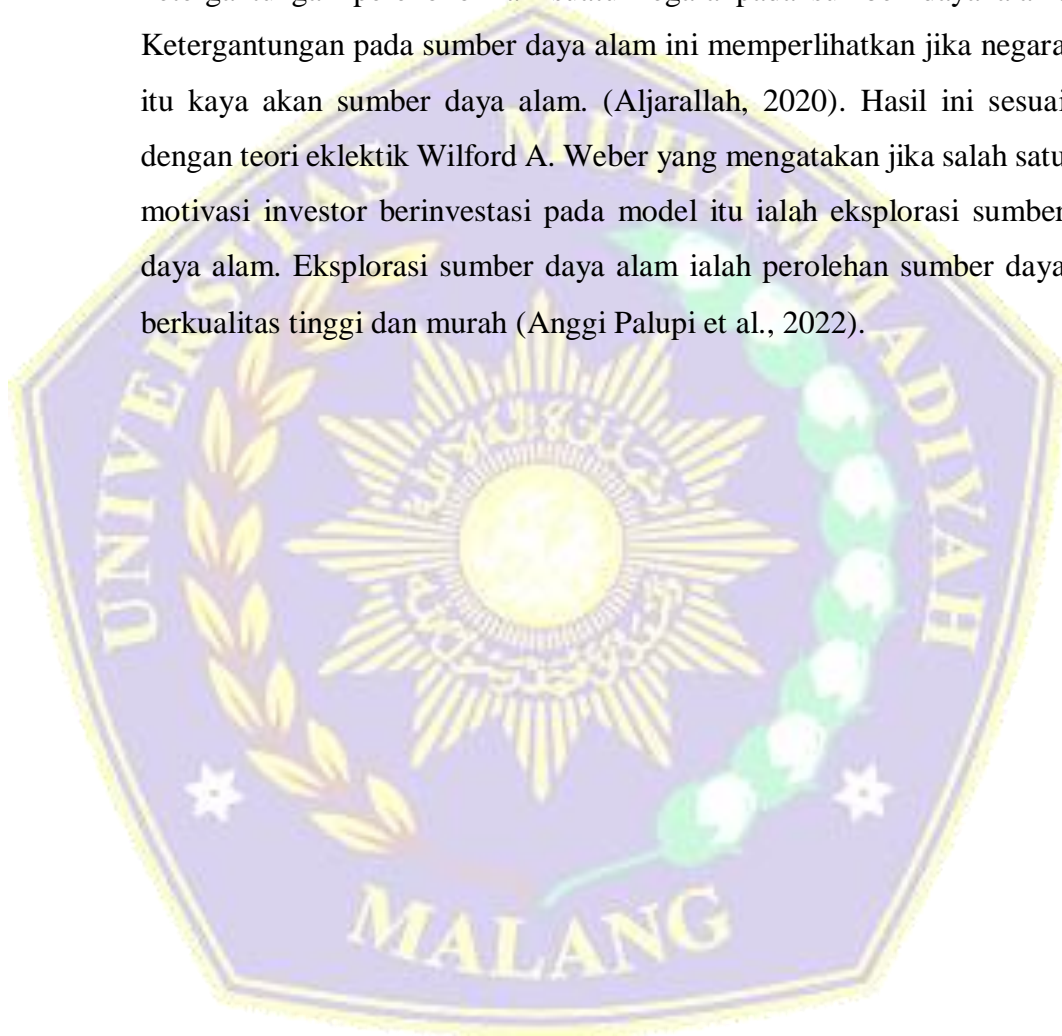 Ketergantungan pada sumber daya alam ini memperlihatkan jika negara
itu kaya akan sumber daya alam. (Aljarallah, 2020). Hasil ini sesuai
dengan teori eklektik Wilford A. Weber yang mengatakan jika salah satu
motivasi investor berinvestasi pada model itu ialah eksplorasi sumber
daya alam. Eksplorasi sumber daya alam ialah perolehan sumber daya
berkualitas tinggi dan murah (Anggi Palupi et al., 2022).
UNIVERSITAS MUHAMMADIYAH
MALANG